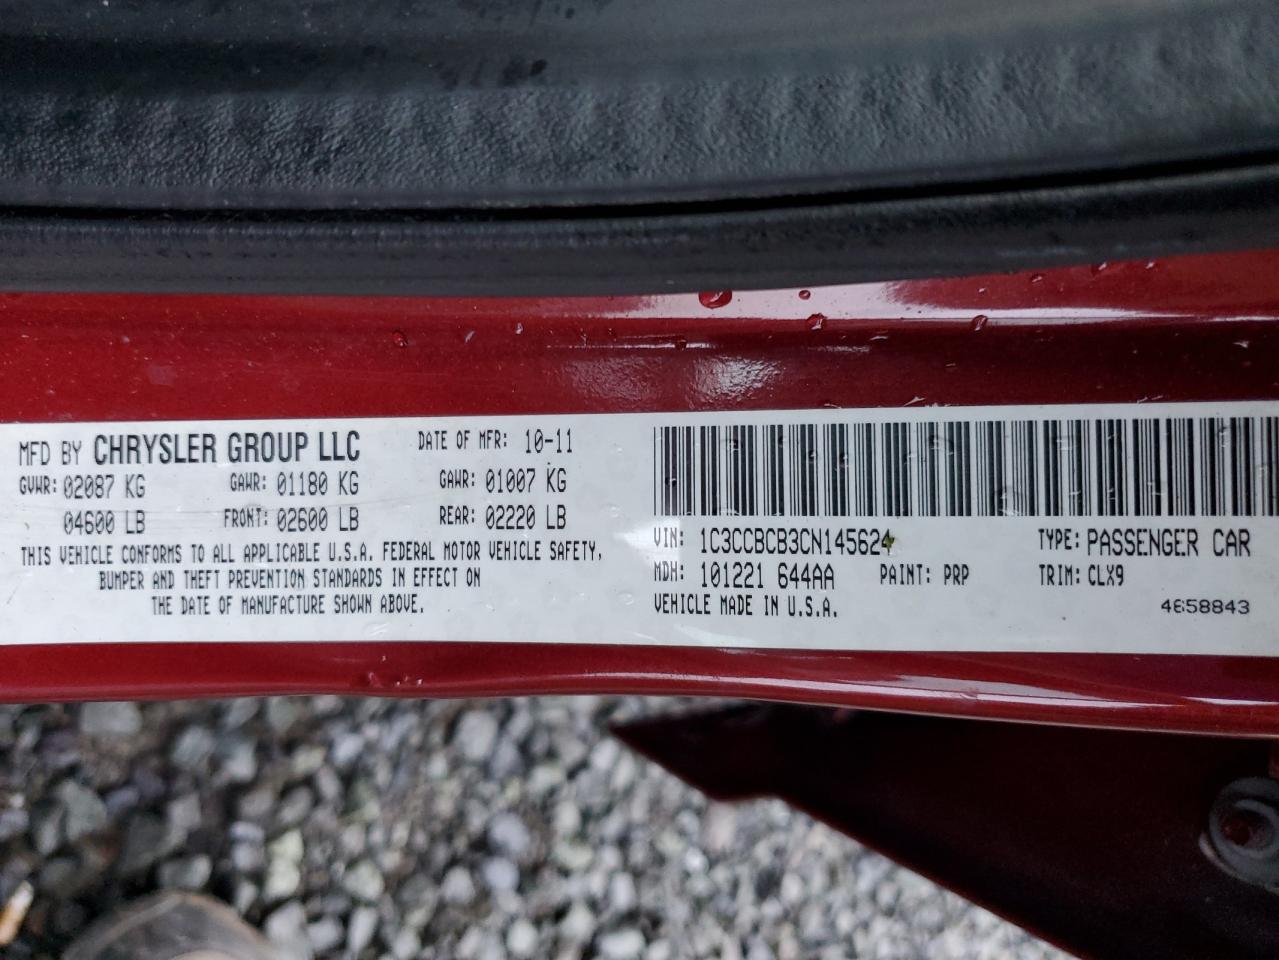 MFD BY CHRYSLER GROUP LLC DATE OF MFR: 10-11
GVWR: 02087 KG GAWR: 01180 KG GAWR: 01007 KG
04600 LB FRONT: 02600 LB REAR: 02220 LB
THIS VEHICLE CONFORMS TO ALL APPLICABLE U.S.A. FEDERAL MOTOR VEHICLE SAFETY,
BUMPER AND THEFT PREVENTION STANDARDS IN EFFECT ON
THE DATE OF MANUFACTURE SHOWN ABOVE.
VIN: 1C3CCBCB3CN145624 TYPE: PASSENGER CAR
MDH: 101221 644AA PAINT: PRP TRIM: CLX9
VEHICLE MADE IN U.S.A. 4658843